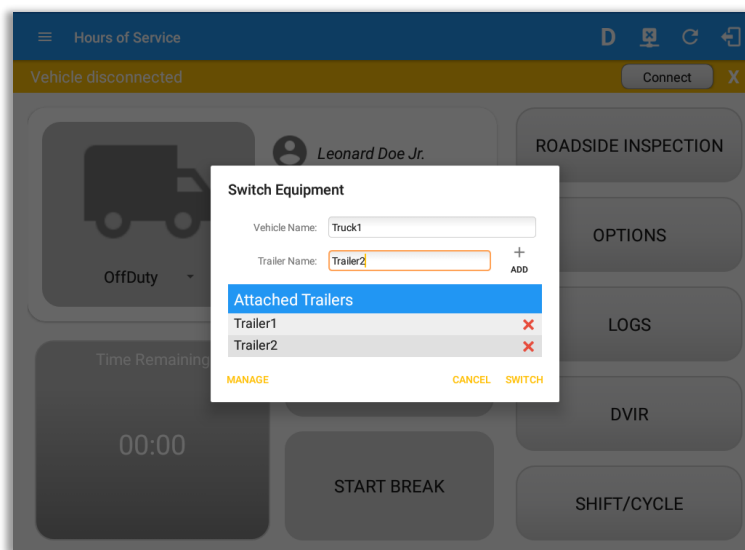 Hours of Service
D
Vehicle disconnected
Connect
X
Leonard Doe Jr.
OffDuty
Time Remaining
00:00
START BREAK
ROADSIDE INSPECTION
OPTIONS
LOGS
DVIR
SHIFT/CYCLE
Switch Equipment
Vehicle Name: Truck1
Trailer Name: Trailer2
ADD
Attached Trailers
Trailer1
Trailer2
MANAGE
CANCEL
SWITCH